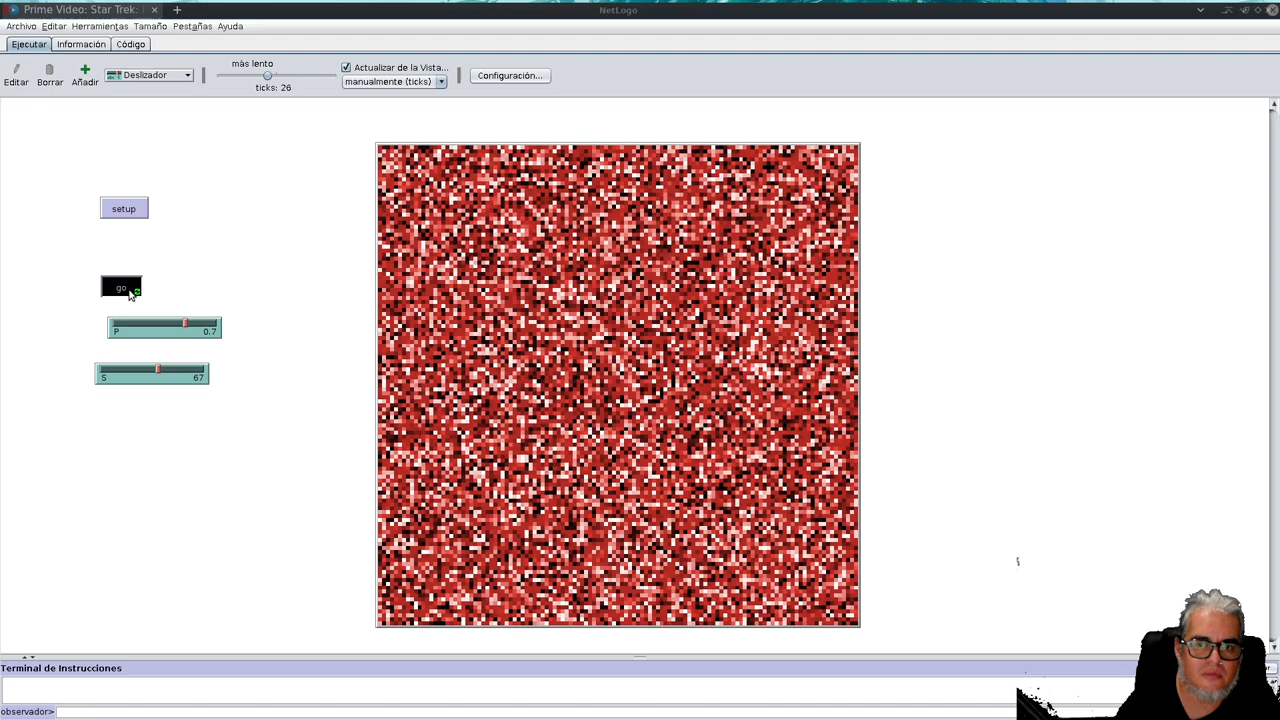 Prime Video: Star Trek:
NetLogo
Archivo Editar Herramientas Tamaño Pestañas Ayuda
Ejecutar Información Código
Editar Borrar Añadir Deslizador más lento Actualizar de la Vista...
ticks: 26 manualmente (ticks) Configuración...
setup
go
P 0.7
S 67
Terminal de Instrucciones
observador>